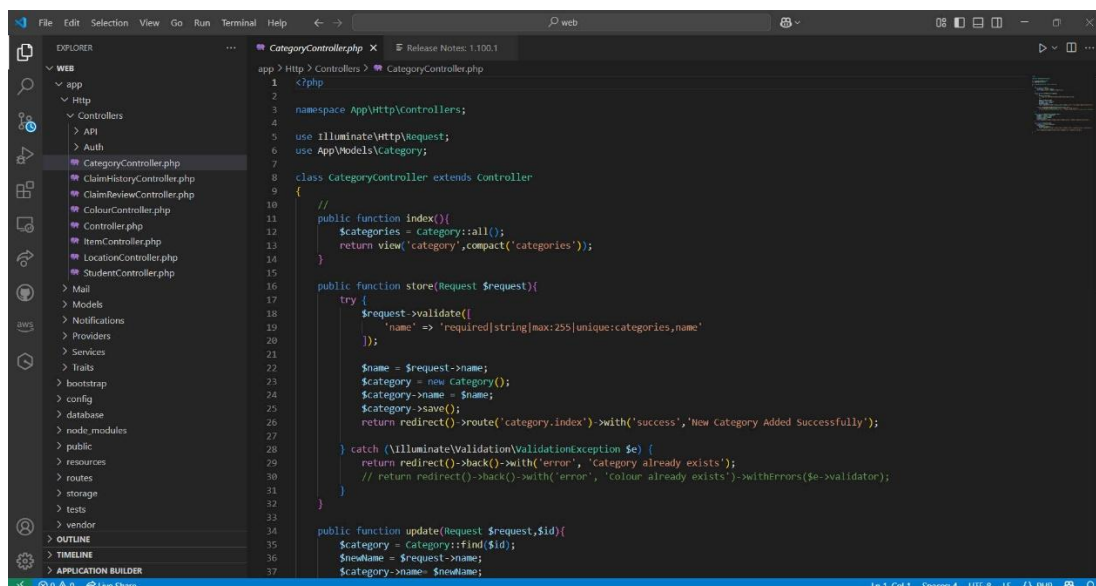 File Edit Selection View Go Run Terminal Help
web
EXPLORER
CategoryController.php
Release Notes: 1.100.1
WEB
app > Http > Controllers > CategoryController.php
app
Http
Controllers
API
Auth
CategoryController.php
ClaimHistoryController.php
ClaimReviewController.php
ColourController.php
Controller.php
ItemController.php
LocationController.php
StudentController.php
Mail
Models
Notifications
Providers
Services
Traits
bootstrap
config
database
node_modules
public
resources
routes
storage
tests
vendor
OUTLINE
TIMELINE
APPLICATION BUILDER
aws
1 <?php
2
3 namespace App\Http\Controllers;
4
5 use Illuminate\Http\Request;
6 use App\Models\Category;
7
8 class CategoryController extends Controller
9 {
10 //
11 public function index(){
12 $categories = Category::all();
13 return view('category',compact('categories'));
14 }
15
16 public function store(Request $request){
17 try {
18 $request->validate([
19 'name' => 'required|string|max:255|unique:categories,name'
20 ]);
21
22 $name = $request->name;
23 $category = new Category();
24 $category->name = $name;
25 $category->save();
26 return redirect()->route('category.index')->with('success','New Category Added Successfully');
27
28 } catch (\Illuminate\Validation\ValidationException $e) {
29 return redirect()->back()->with('error', 'Category already exists');
30 // return redirect()->back()->with('error', 'Colour already exists')->withErrors($e->validator);
31 }
32 }
33
34 public function update(Request $request,$id){
35 $category = Category::find($id);
36 $newName = $request->name;
37 $category->name= $newName;
Live Share
Ln 1, Col 1 Spaces: 4 UTF-8 LF {} PHP